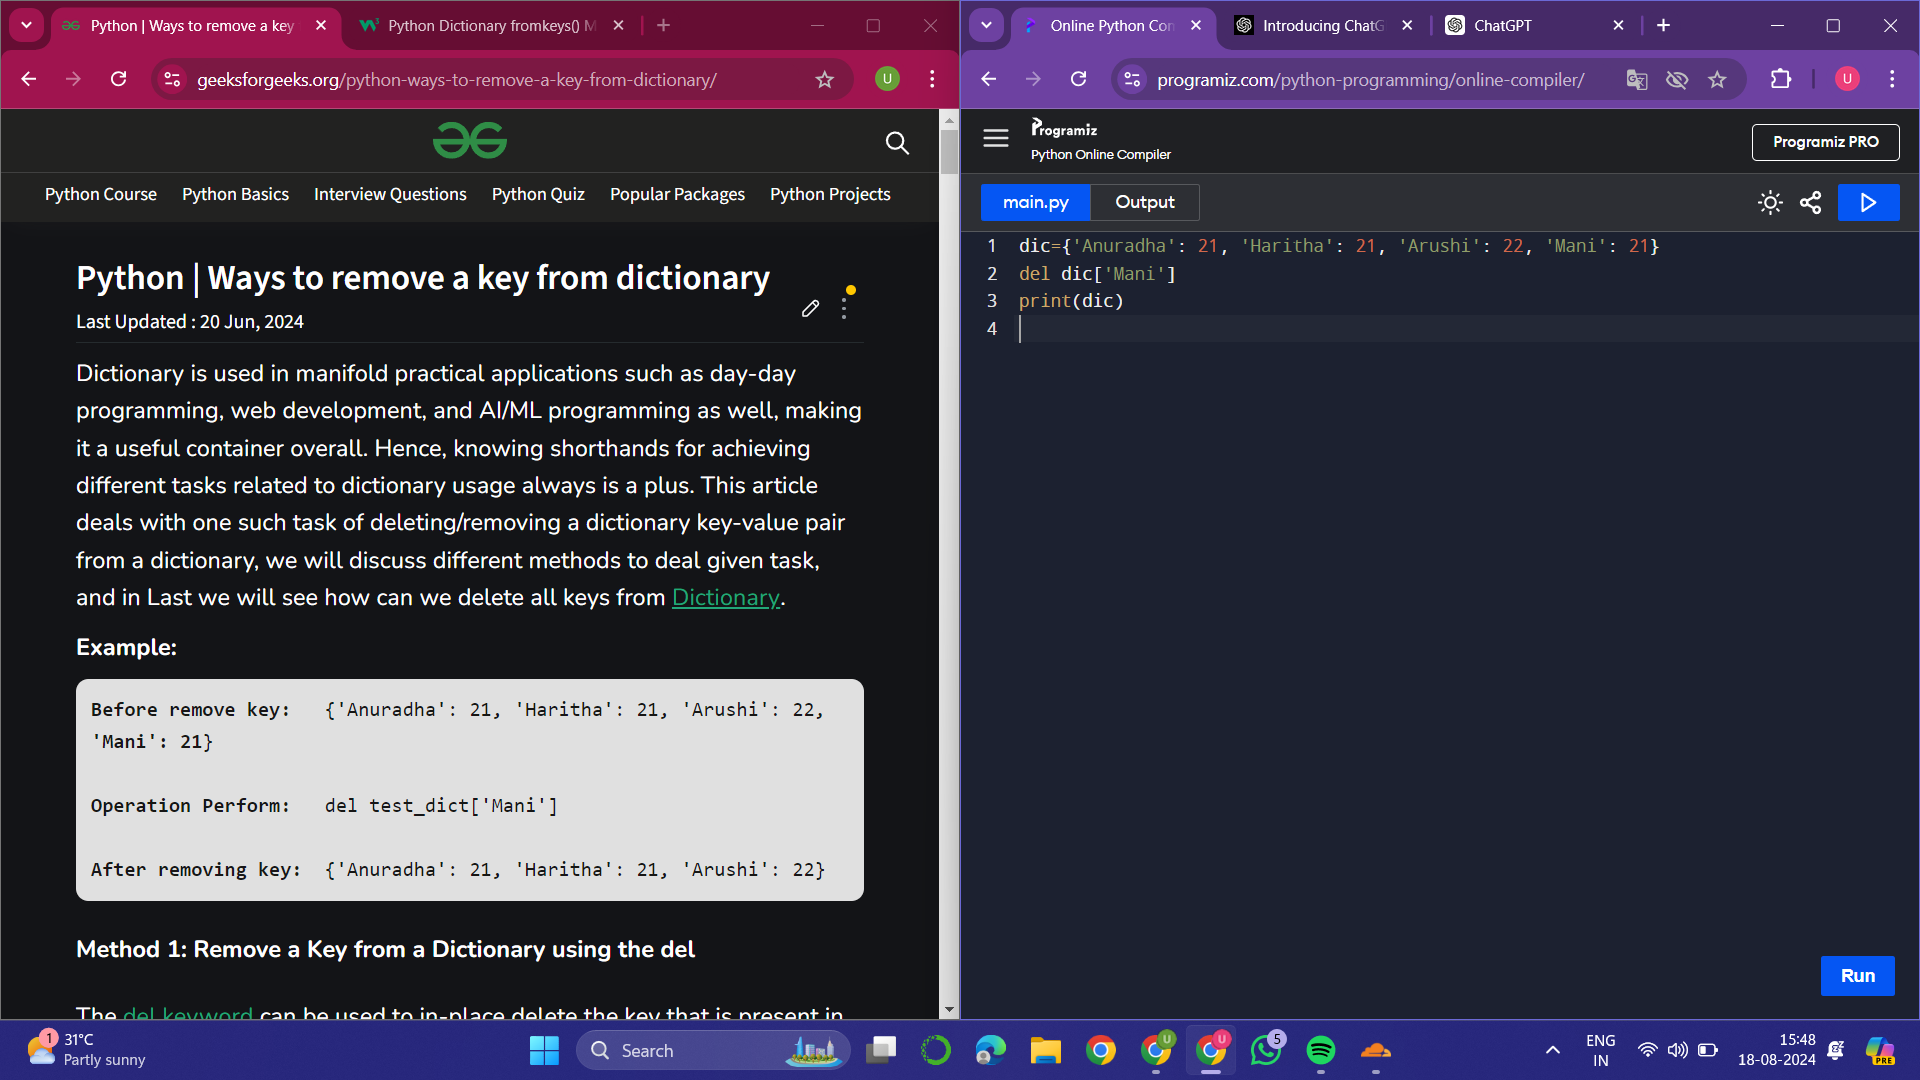 Python | Ways to remove a key
Python Dictionary fromkeys() M
geeksforgeeks.org/python-ways-to-remove-a-key-from-dictionary/
U
Python Course Python Basics Interview Questions Python Quiz Popular Packages Python Projects
Python | Ways to remove a key from dictionary
Last Updated : 20 Jun, 2024
Dictionary is used in manifold practical applications such as day-day
programming, web development, and AI/ML programming as well, making
it a useful container overall. Hence, knowing shorthands for achieving
different tasks related to dictionary usage always is a plus. This article
deals with one such task of deleting/removing a dictionary key-value pair
from a dictionary, we will discuss different methods to deal given task,
and in Last we will see how can we delete all keys from Dictionary.
Example:
Before remove key:   {'Anuradha': 21, 'Haritha': 21, 'Arushi': 22,
'Mani': 21}
Operation Perform:   del test_dict['Mani']
After removing key:  {'Anuradha': 21, 'Haritha': 21, 'Arushi': 22}
Method 1: Remove a Key from a Dictionary using the del
The del keyword can be used to in-place delete the key that is present in
Online Python Con
Introducing ChatG
ChatGPT
programiz.com/python-programming/online-compiler/
U
Programiz
Python Online Compiler
Programiz PRO
main.py Output
1 dic={'Anuradha': 21, 'Haritha': 21, 'Arushi': 22, 'Mani': 21}
2 del dic['Mani']
3 print(dic)
4
Run
1
31°C
Partly sunny
Search
U
U
5
ENG
IN
15:48
18-08-2024
PRE